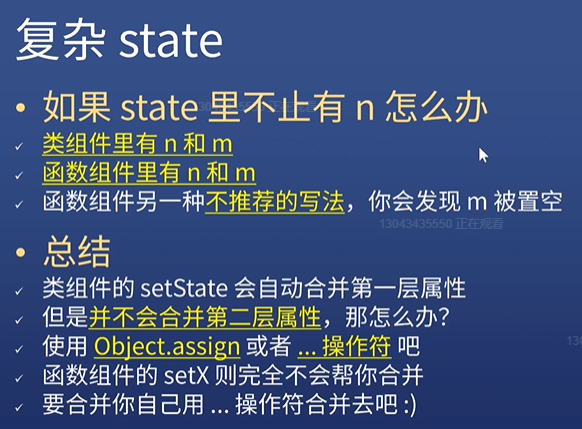 复杂 state
• 如果 state 里不止有 n 怎么办
✓ 类组件里有 n 和 m
✓ 函数组件里有 n 和 m
✓ 函数组件另一种不推荐的写法，你会发现 m 被置空
13043435550 正在观看
• 总结
✓ 类组件的 setState 会自动合并第一层属性
✓ 但是并不会合并第二层属性，那怎么办？
✓ 使用 Object.assign 或者 ... 操作符 吧
✓ 函数组件的 setX 则完全不会帮你合并
✓ 要合并你自己用 ... 操作符合并去吧 :)